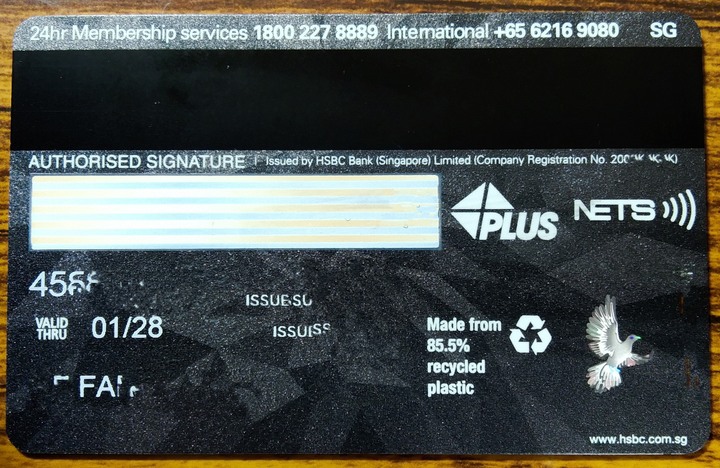 24hr Membership services 1800 227 8889 International +65 6216 9080 SG
AUTHORISED SIGNATURE | Issued by HSBC Bank (Singapore) Limited (Company Registration No.
PLUS NETS
VALID THRU 01/28
Made from
85.5%
recycled
plastic
www.hsbc.com.sg